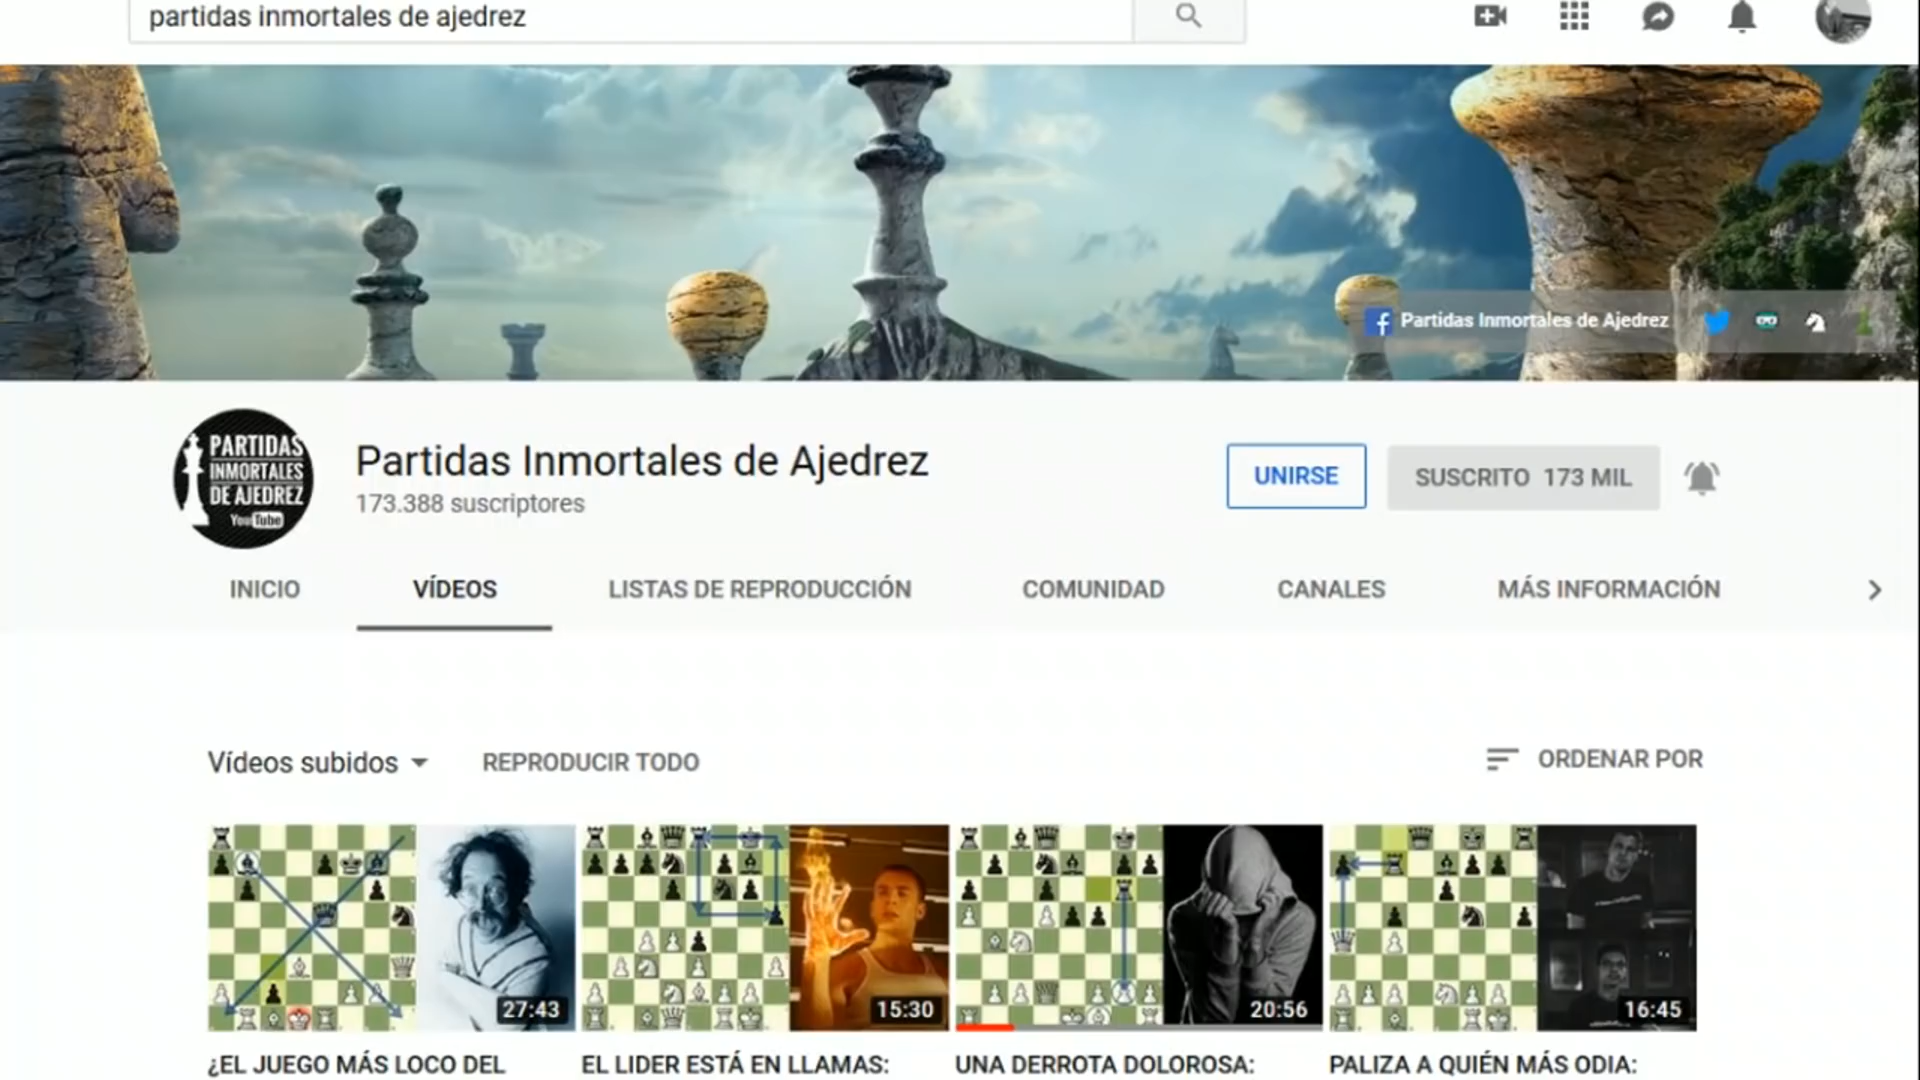 partidas inmortales de ajedrez
Partidas Inmortales de Ajedrez
PARTIDAS
INMORTALES
DE AJEDREZ
YouTube
Partidas Inmortales de Ajedrez
173.388 suscriptores
UNIRSE
SUSCRITO 173 MIL
INICIO
VÍDEOS
LISTAS DE REPRODUCCIÓN
COMUNIDAD
CANALES
MÁS INFORMACIÓN
Vídeos subidos
REPRODUCIR TODO
ORDENAR POR
27:43
15:30
20:56
16:45
¿EL JUEGO MÁS LOCO DEL
EL LIDER ESTÁ EN LLAMAS:
UNA DERROTA DOLOROSA:
PALIZA A QUIÉN MÁS ODIA: